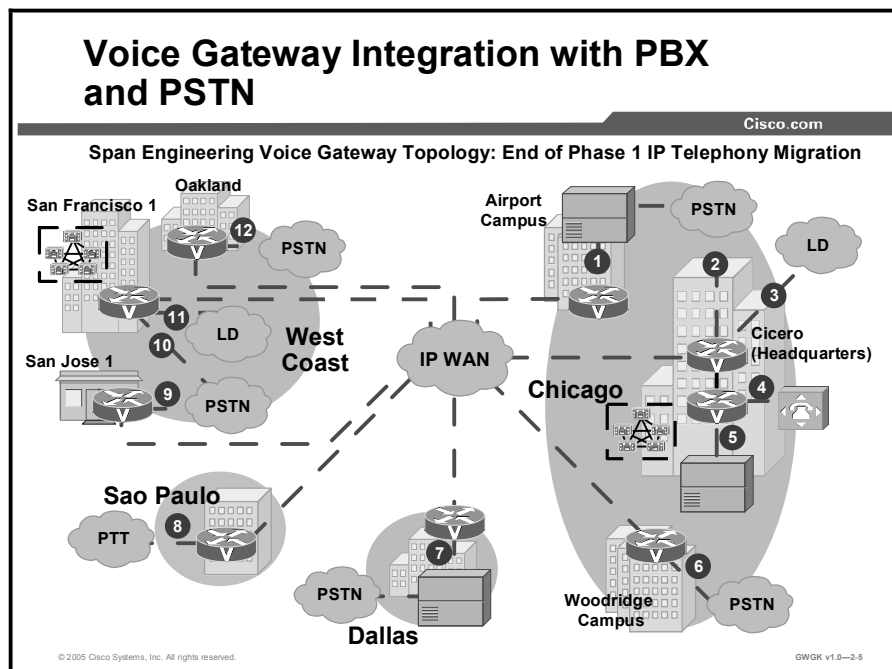 Voice Gateway Integration with PBX
and PSTN
Cisco.com
Span Engineering Voice Gateway Topology: End of Phase 1 IP Telephony Migration
San Francisco 1
Oakland
12
PSTN
V
V
11
10
LD
West
Coast
San Jose 1
9
PSTN
V
IP WAN
Airport
Campus
PSTN
1
V
2
LD
3
Cicero
(Headquarters)
V
Chicago
4
V
5
Sao Paulo
PTT
8
V
V
7
PSTN
Dallas
V
6
Woodridge
Campus
PSTN
© 2005 Cisco Systems, Inc. All rights reserved.
GWGK v1.0—2-5